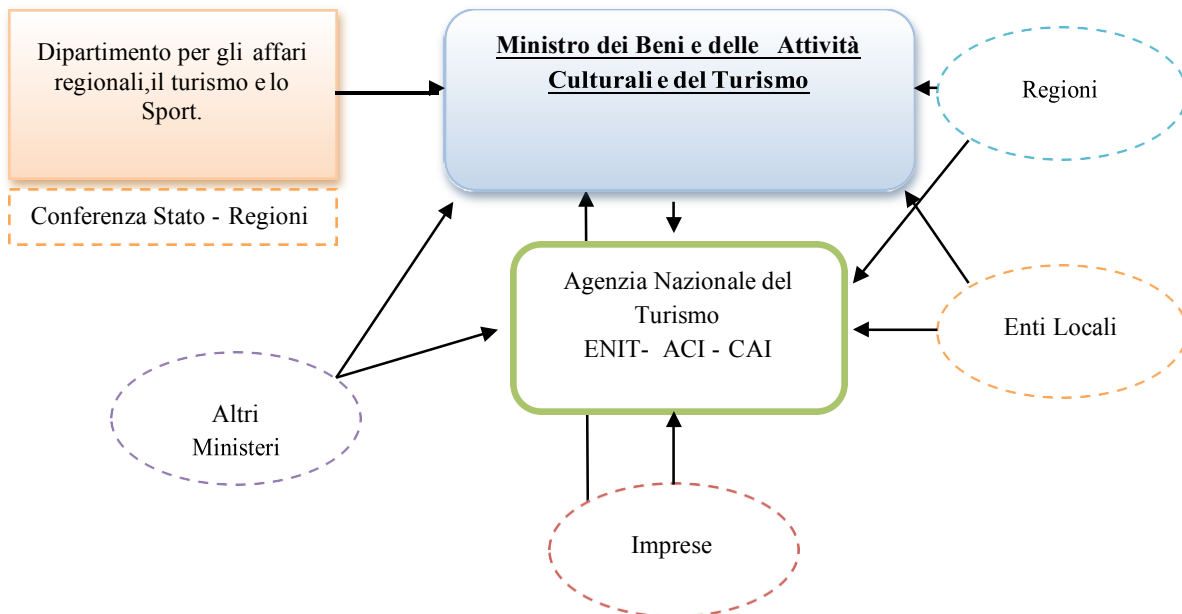 Dipartimento per gli affari
regionali,il turismo e lo
Sport.
Ministro dei Beni e delle Attività
Culturali e del Turismo
Regioni
Conferenza Stato - Regioni
Agenzia Nazionale del
Turismo
ENIT- ACI - CAI
Enti Locali
Altri
Ministeri
Imprese